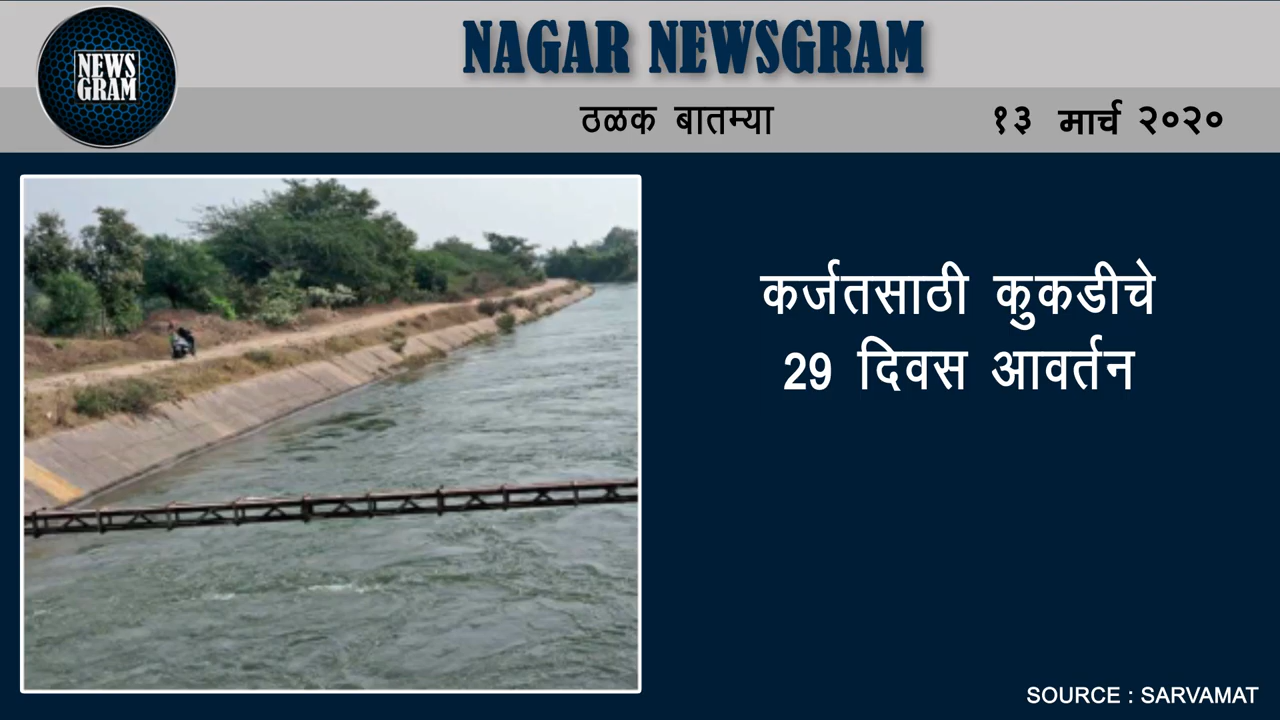 NEWS
GRAM
NAGAR NEWSGRAM
ठळक बातम्या
१३ मार्च २०२०
कर्जतसाठी कुकडीचे
29 दिवस आवर्तन
SOURCE : SARVAMAT